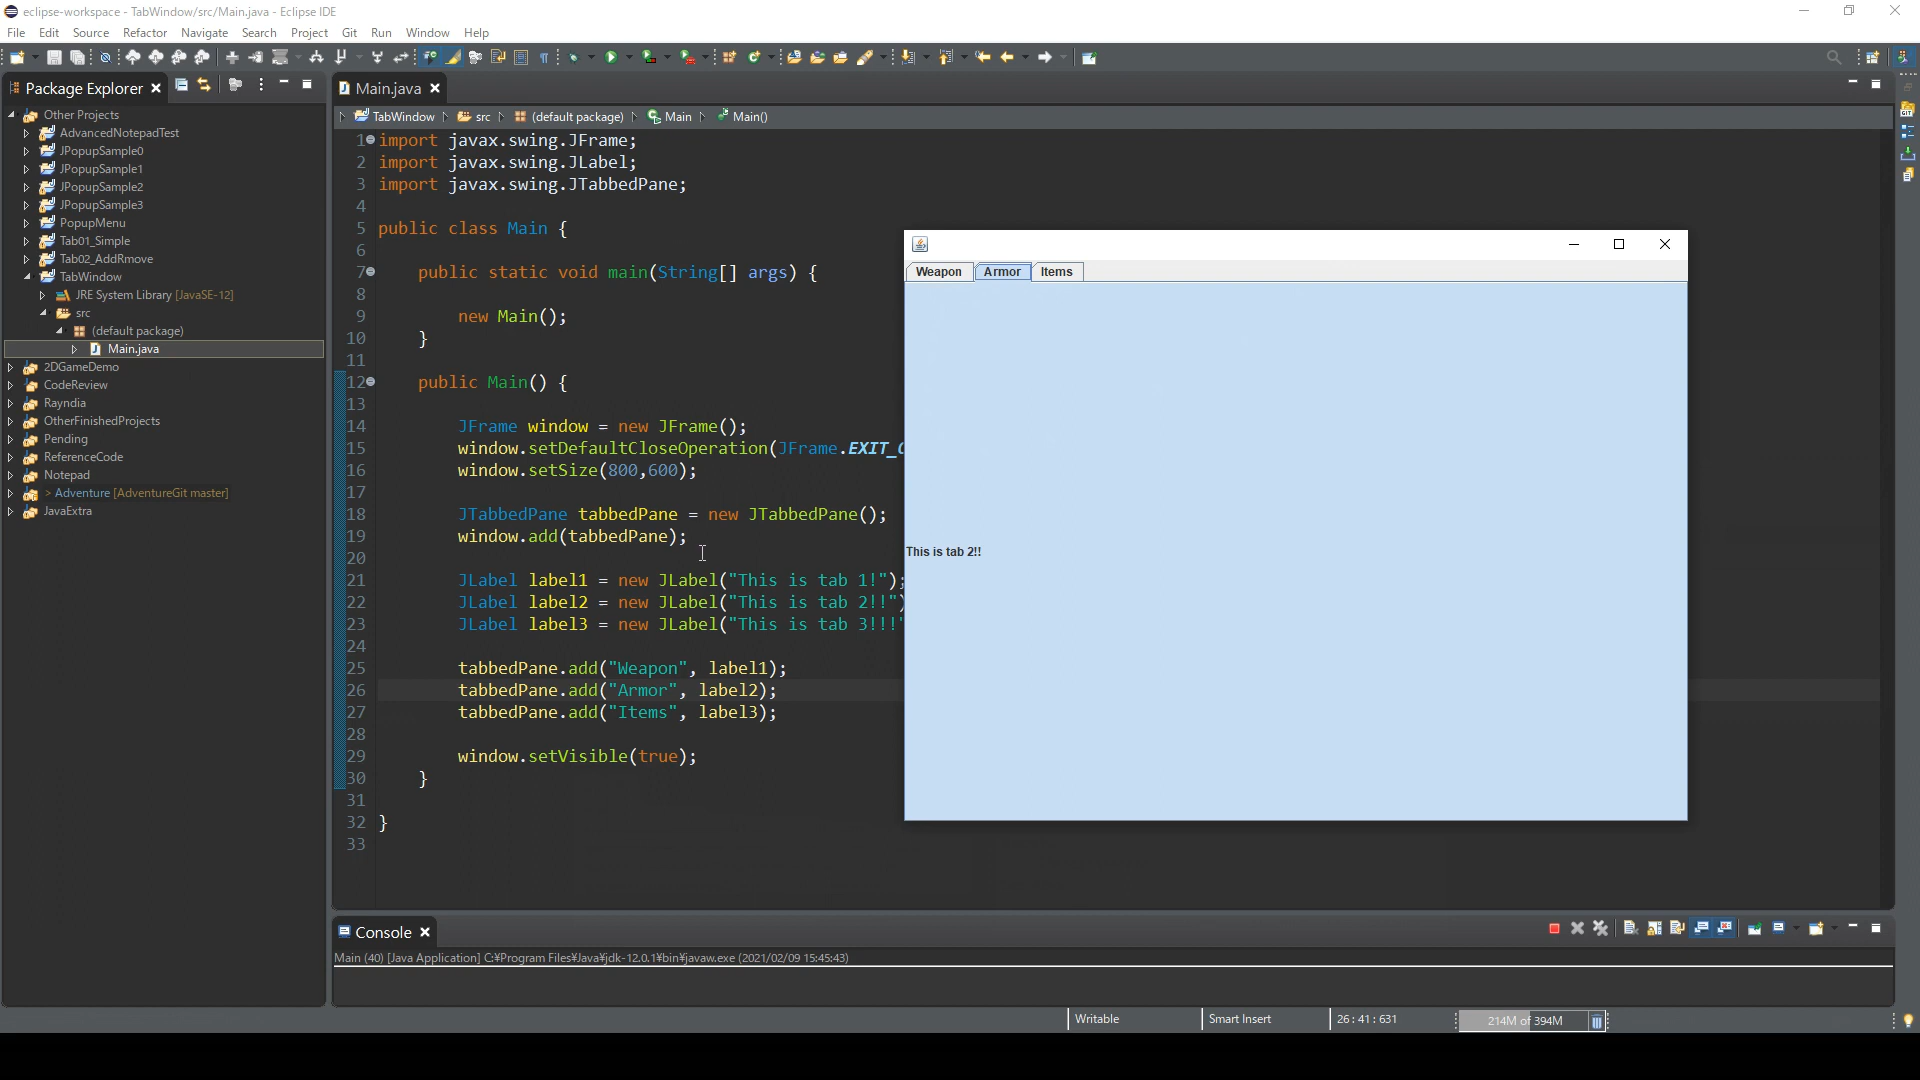 eclipse-workspace - TabWindow/src/Main.java - Eclipse IDE
File Edit Source Refactor Navigate Search Project Git Run Window Help
Package Explorer
Other Projects
AdvancedNotepadTest
JPopupSample0
JPopupSample1
JPopupSample2
JPopupSample3
PopupMenu
Tab01_Simple
Tab02_AddRmove
TabWindow
JRE System Library [JavaSE-12]
src
(default package)
Main.java
2DGameDemo
CodeReview
Rayndia
OtherFinishedProjects
Pending
ReferenceCode
Notepad
> Adventure [AdventureGit master]
JavaExtra
Main.java
TabWindow src (default package) Main Main()
1 import javax.swing.JFrame;
2 import javax.swing.JLabel;
3 import javax.swing.JTabbedPane;
4
5 public class Main {
6
7 public static void main(String[] args) {
8
9 new Main();
10 }
11
12 public Main() {
13
14 JFrame window = new JFrame();
15 window.setDefaultCloseOperation(JFrame.EXIT_
16 window.setSize(800,600);
17
18 JTabbedPane tabbedPane = new JTabbedPane();
19 window.add(tabbedPane);
20
21 JLabel label1 = new JLabel("This is tab 1!");
22 JLabel label2 = new JLabel("This is tab 2!!")
23 JLabel label3 = new JLabel("This is tab 3!!!"
24
25 tabbedPane.add("Weapon", label1);
26 tabbedPane.add("Armor", label2);
27 tabbedPane.add("Items", label3);
28
29 window.setVisible(true);
30 }
31
32 }
33
Weapon Armor Items
This is tab 2!!
Console
Main (40) [Java Application] C:¥Program Files¥Java¥jdk-12.0.1¥bin¥javaw.exe (2021/02/09 15:45:43)
Writable Smart Insert 26 : 41 : 631 214M of 394M